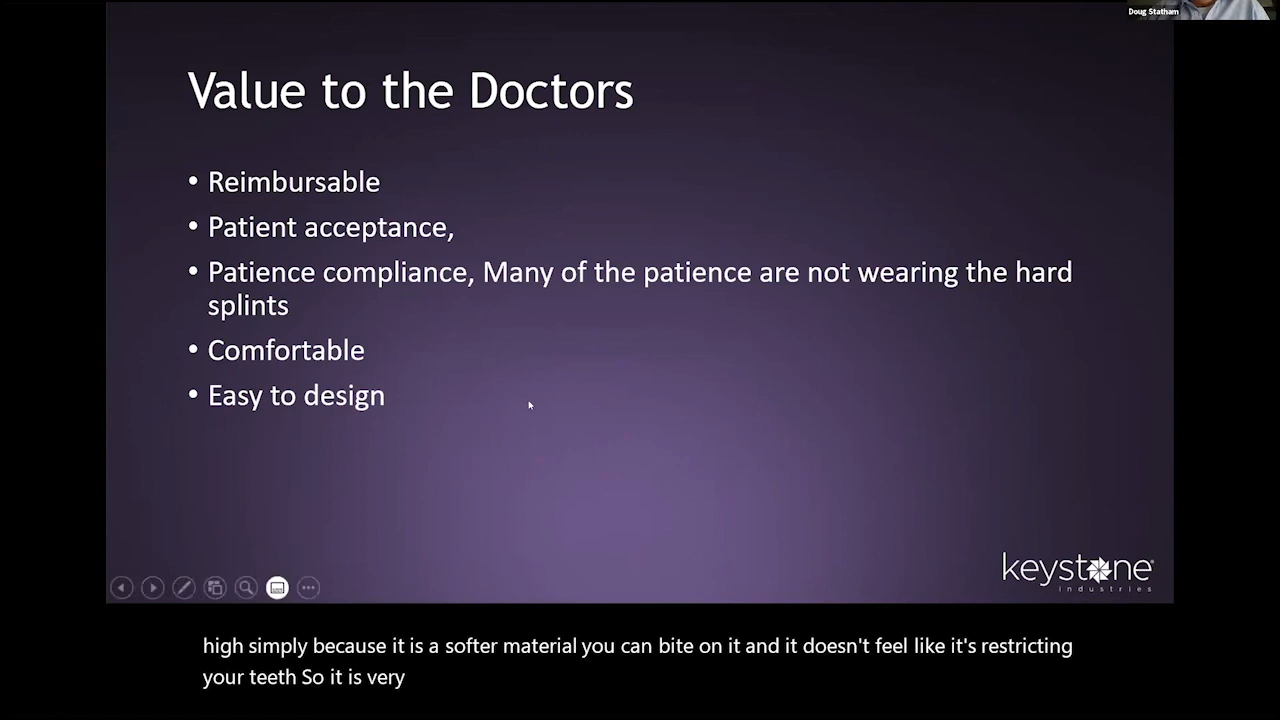 Doug Statham
Value to the Doctors
• Reimbursable
• Patient acceptance,
• Patience compliance, Many of the patience are not wearing the hard
splints
• Comfortable
• Easy to design
keystone
industries
high simply because it is a softer material you can bite on it and it doesn't feel like it's restricting
your teeth So it is very